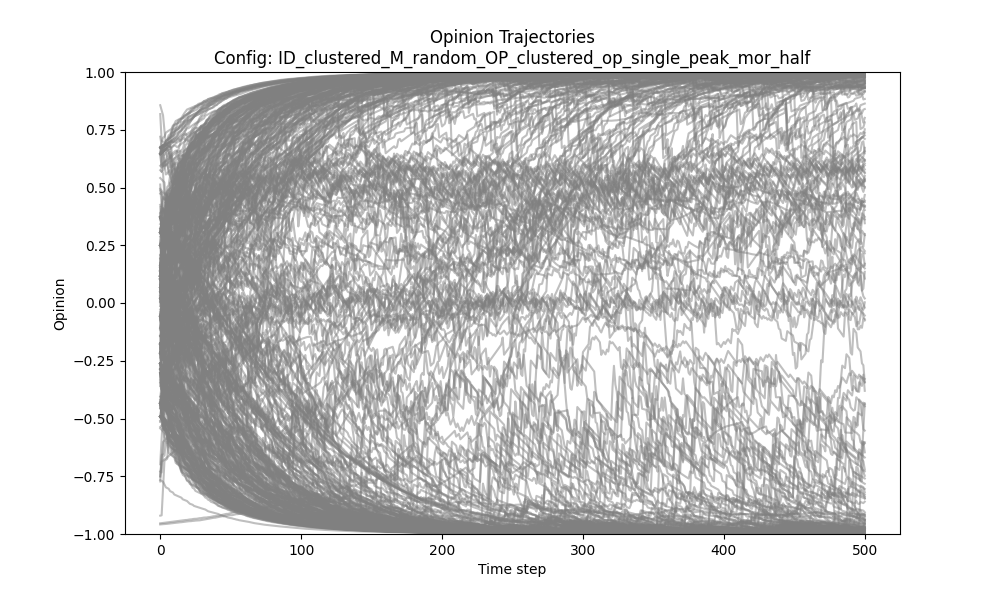 Opinion Trajectories
Config: ID_clustered_M_random_OP_clustered_op_single_peak_mor_half
1.00
0.75
0.50
0.25
0.00
−0.25
−0.50
−0.75
−1.00
Opinion
0 100 200 300 400 500
Time step